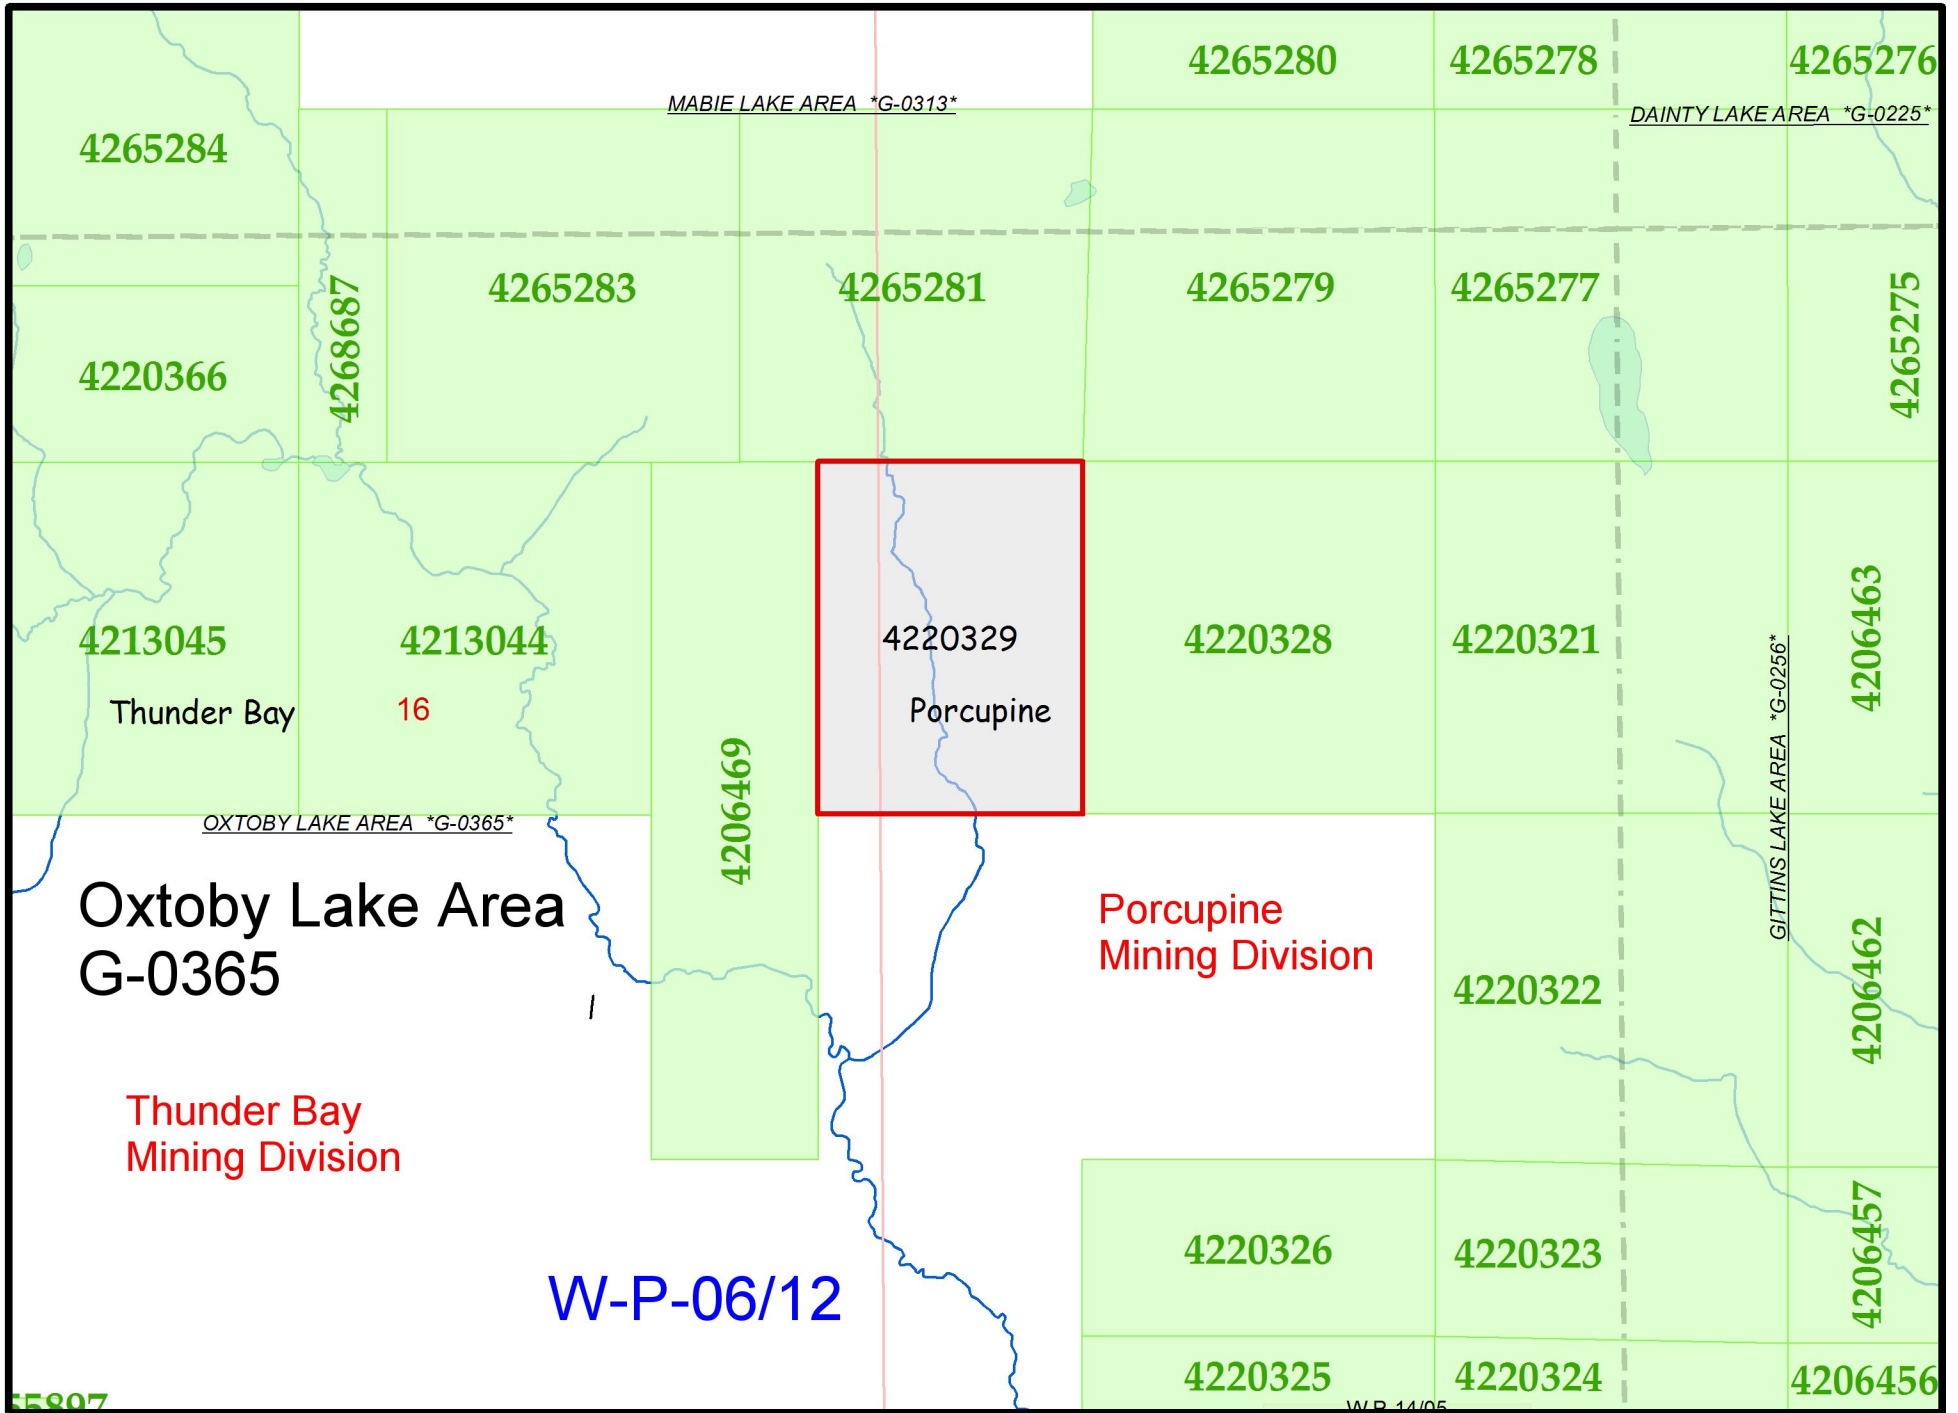 4265280
4265278
4265276
MABIE LAKE AREA *G-0313*
DAINTY LAKE AREA *G-0225*
4265284
4268687
4265283
4265281
4265279
4265277
4265275
4220366
4213045
4213044
4220329
4220328
4220321
4206463
Thunder Bay
16
Porcupine
4206469
GITTINS LAKE AREA *G-0256*
OXTOBY LAKE AREA *G-0365*
Oxtoby Lake Area
G-0365
Porcupine
Mining Division
4220322
4206462
Thunder Bay
Mining Division
4220326
4220323
4206457
W-P-06/12
4220325
4220324
4206456
55897
W-P-14/05